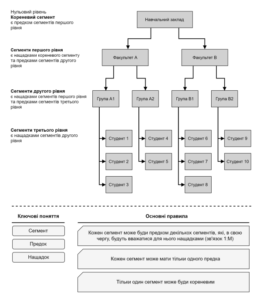 Нульовий рівень
Кореневий сегмент
є предком сегментів першого
рівня
Навчальний заклад
Сегменти першого рівня
є нащадками кореневого сегменту
та предками сегментів другого
рівня
Факультет А
Факультет В
Сегменти другого рівня
є нащадками сегментів першого рівня
та предками сегментів третього
рівня
Група А1
Група А2
Група В1
Група В2
Сегменти третього рівня
є нащадками сегментів другого
рівня
Студент 1
Студент 4
Студент 6
Студент 9
Студент 2
Студент 5
Студент 7
Студент 10
Студент 3
Студент 8
Ключові поняття
Основні правила
Сегмент
Кожен сегмент може бути предком декількох сегментів, які, в свою
чергу, будуть вважатися для нього нащадками (зв'язок 1:М)
Предок
Кожен сегмент може мати тільки одного предка
Нащадок
Тільки один сегмент може бути кореневим